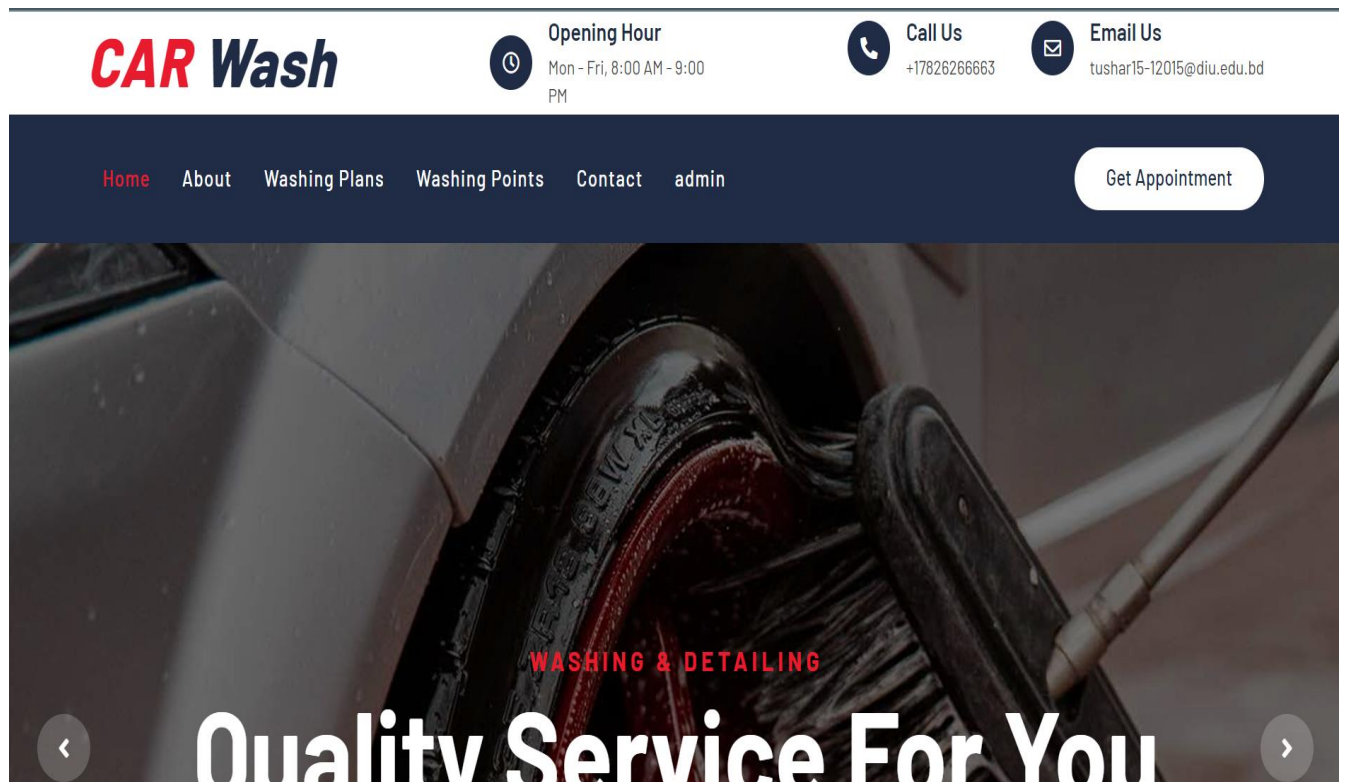 CAR Wash
Opening Hour
Mon - Fri, 8:00 AM - 9:00
PM
Call Us
+17826266663
Email Us
tushar15-12015@diu.edu.bd
Home About Washing Plans Washing Points Contact admin
Get Appointment
WASHING & DETAILING
Quality Service For You